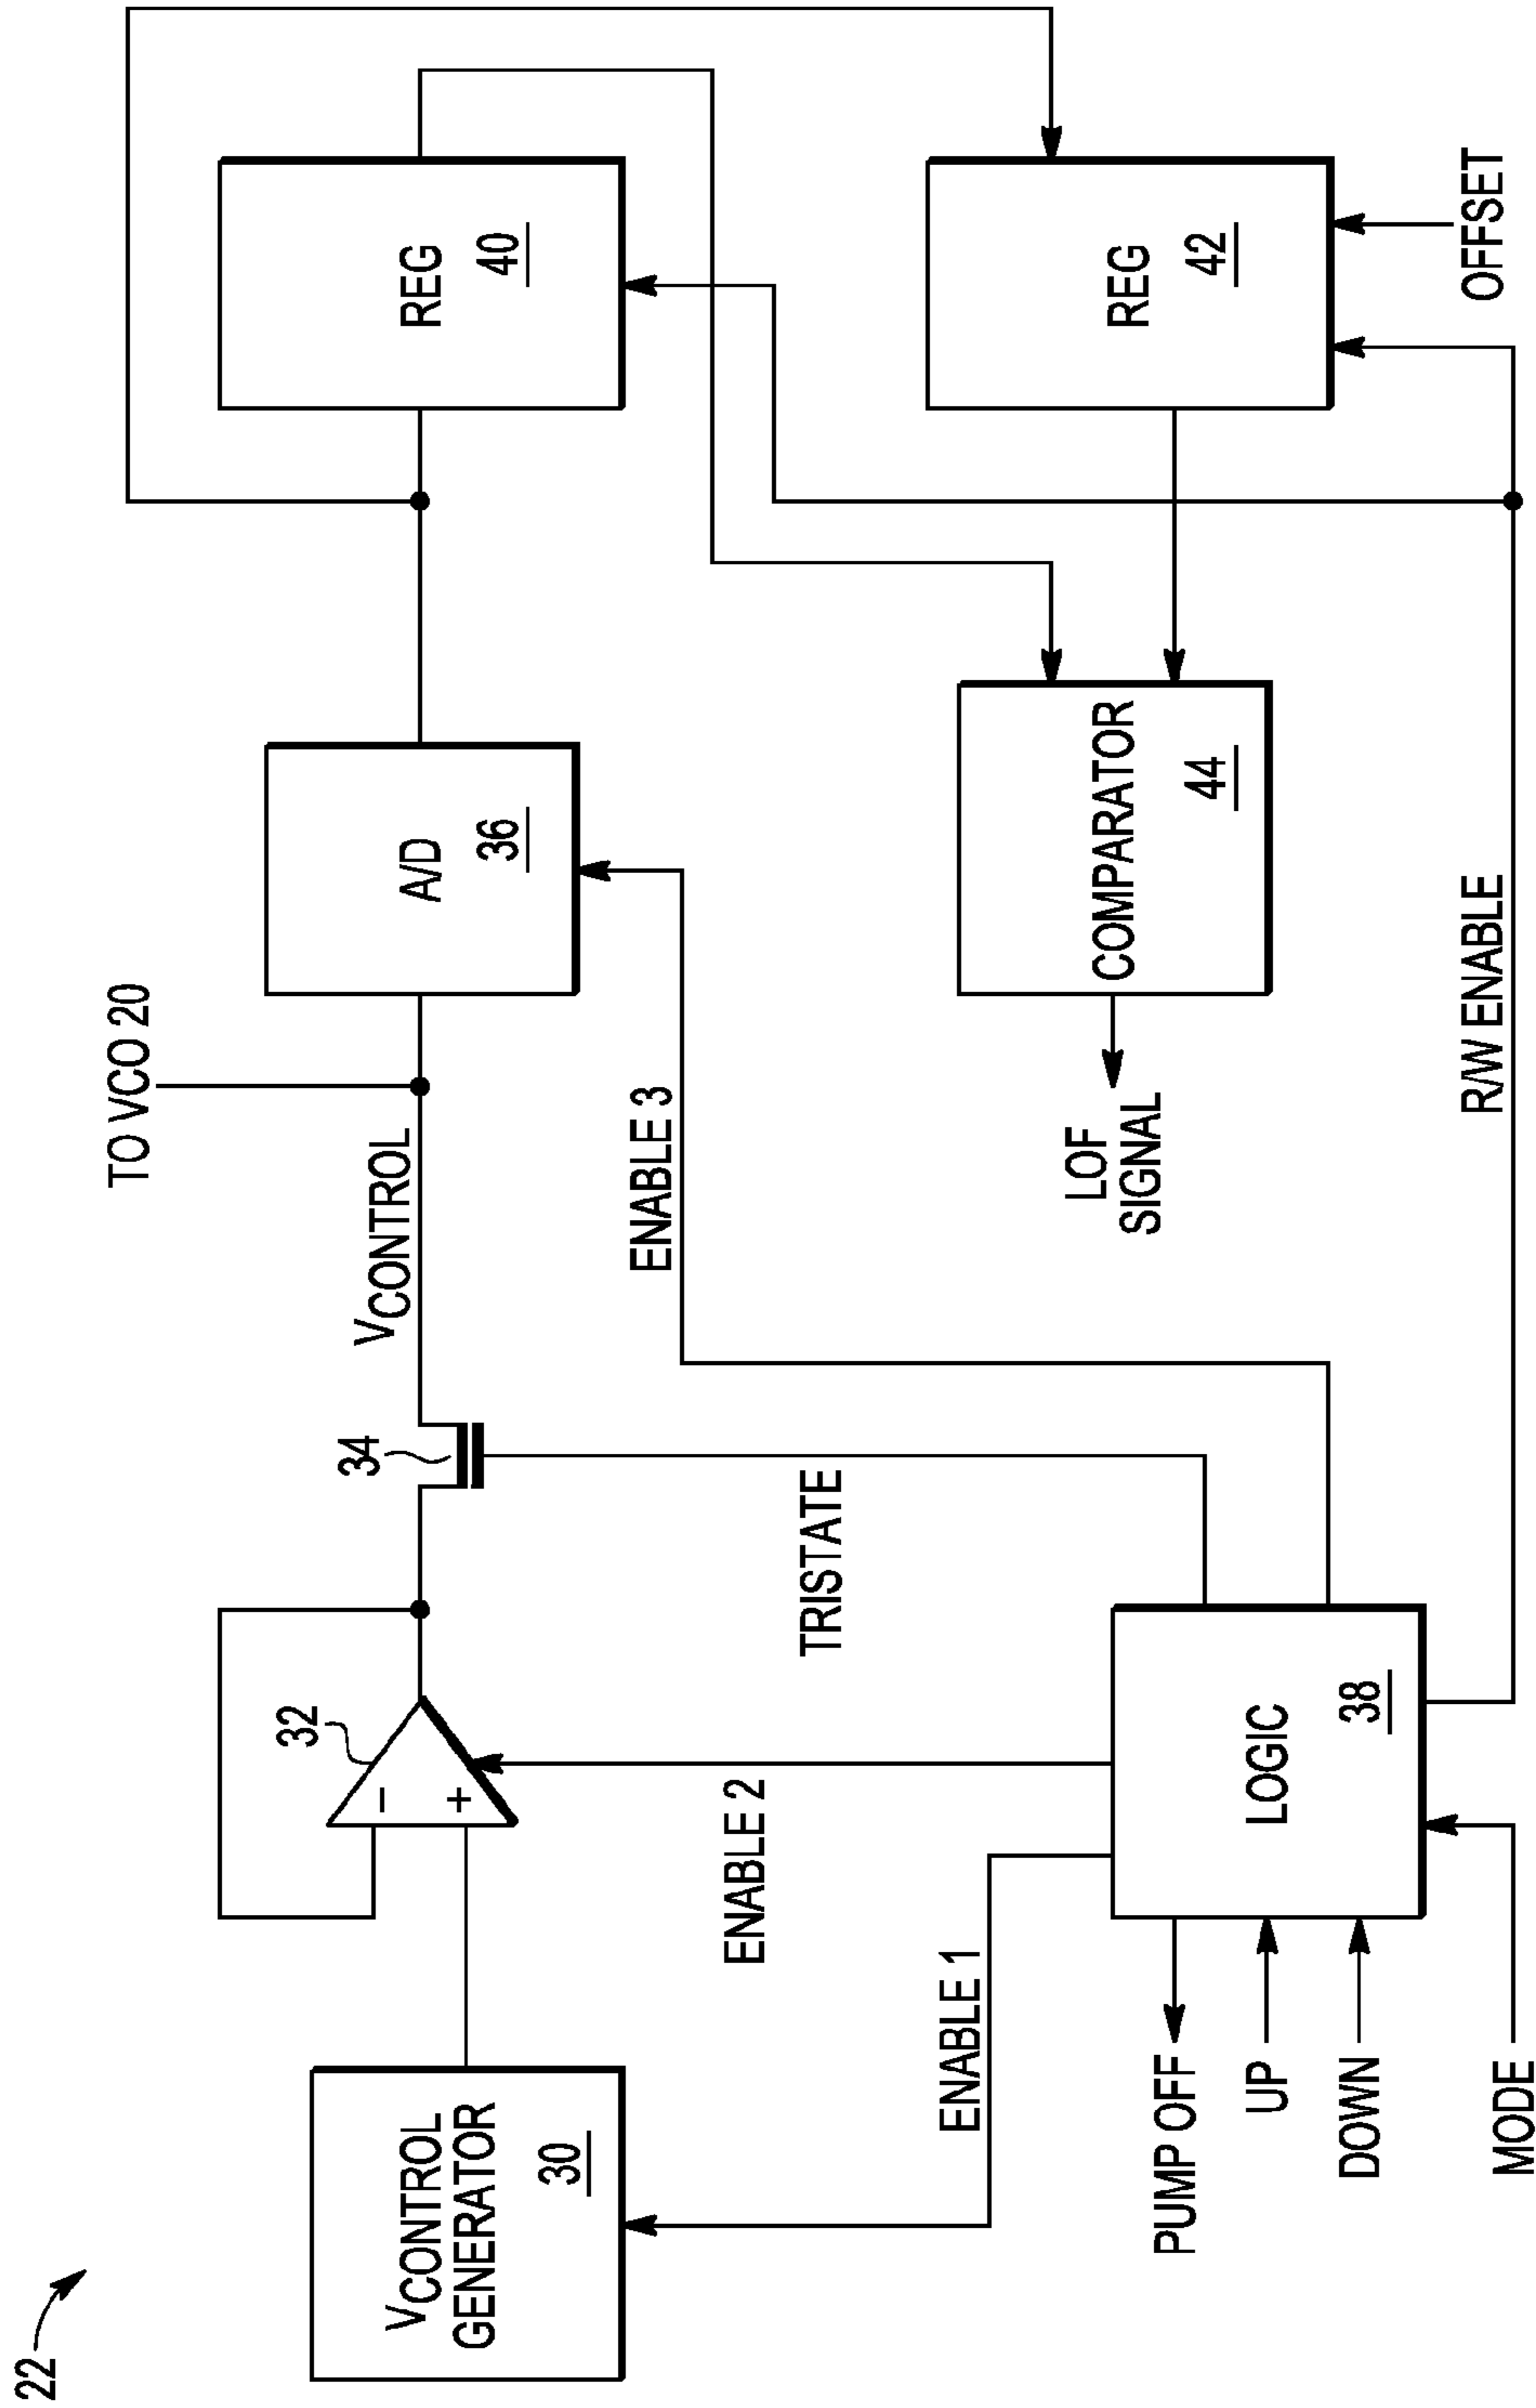 22
VCONTROL
GENERATOR
30
32
−
+
34
VCONTROL
TO VCO 20
A/D
36
REG
40
ENABLE 1
ENABLE 2
TRISTATE
ENABLE 3
PUMP OFF
UP
DOWN
MODE
LOGIC
38
LOF
SIGNAL
COMPARATOR
44
REG
42
R/W ENABLE
OFFSET